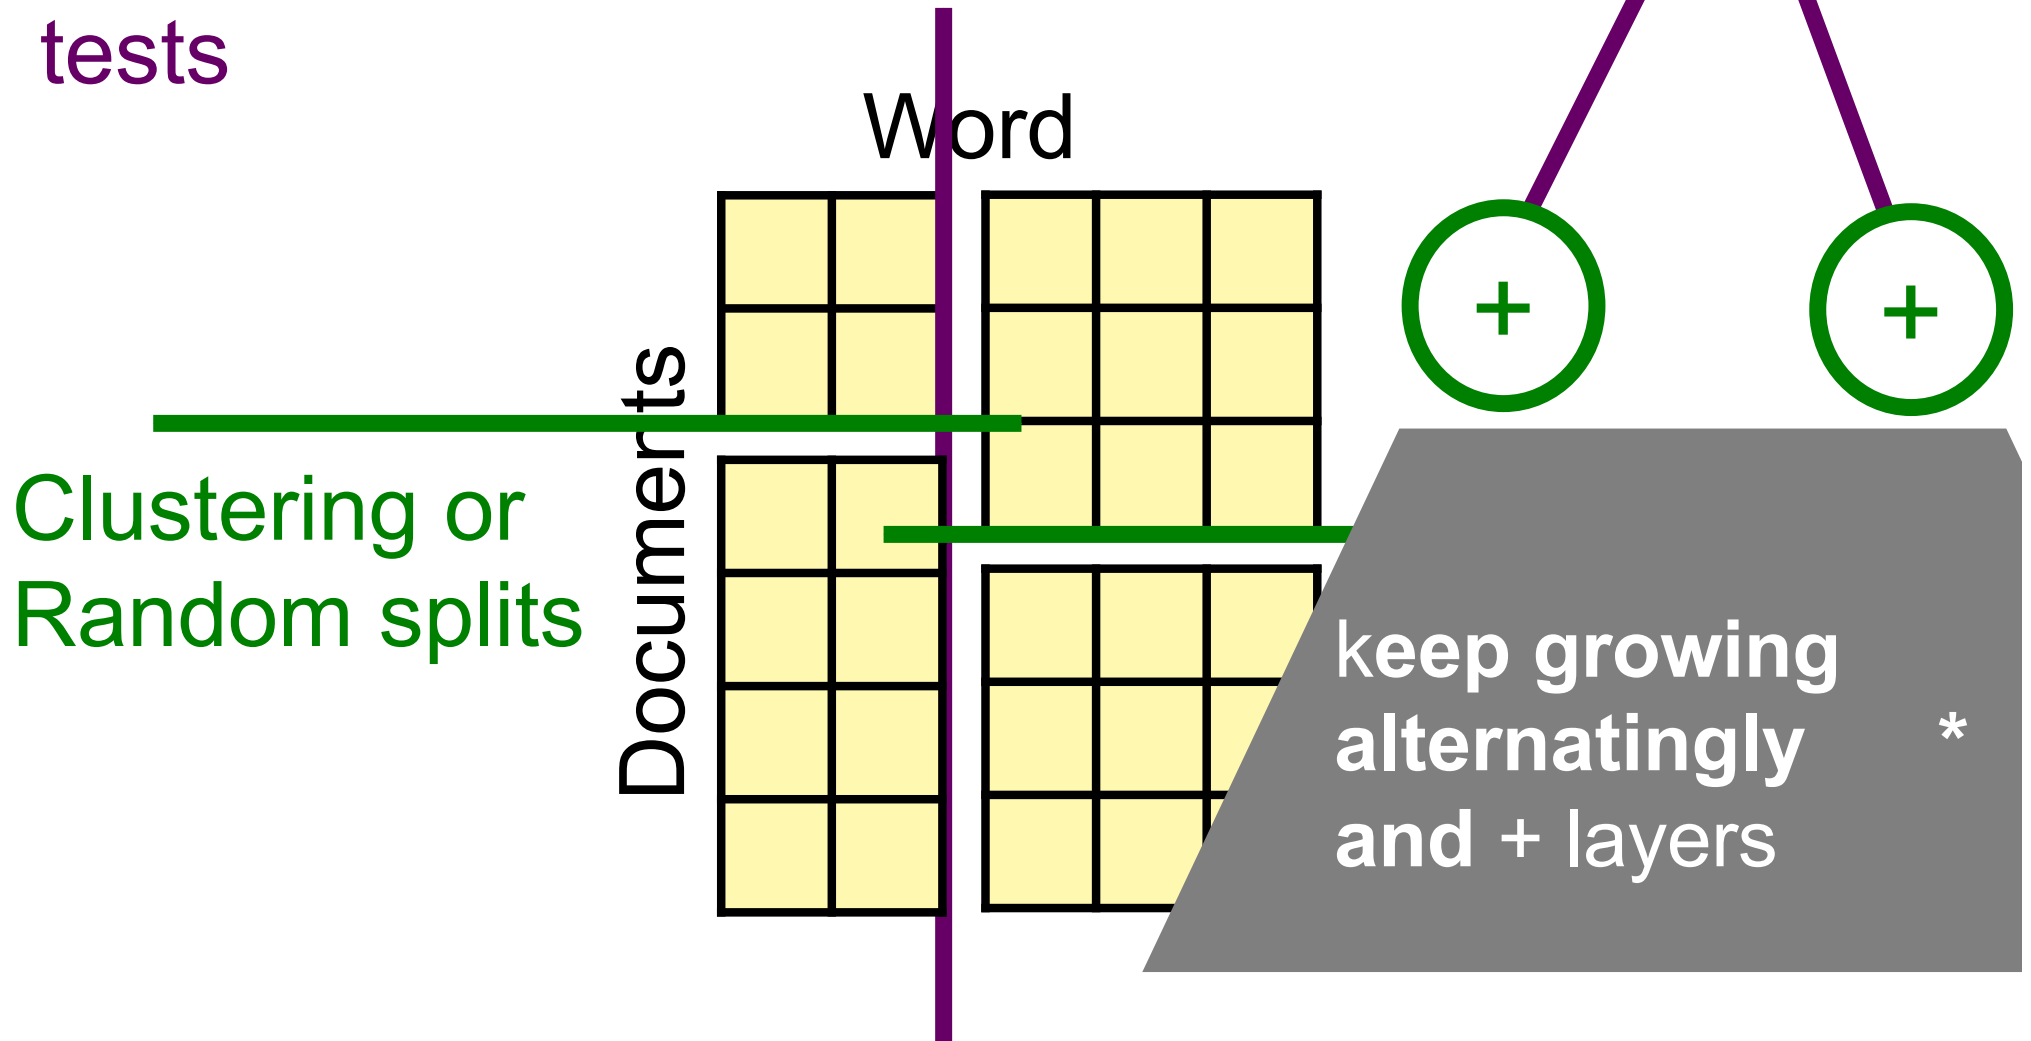 tests
Word
Documents
+
+
Clustering or
Random splits
keep growing
alternatingly *
and + layers